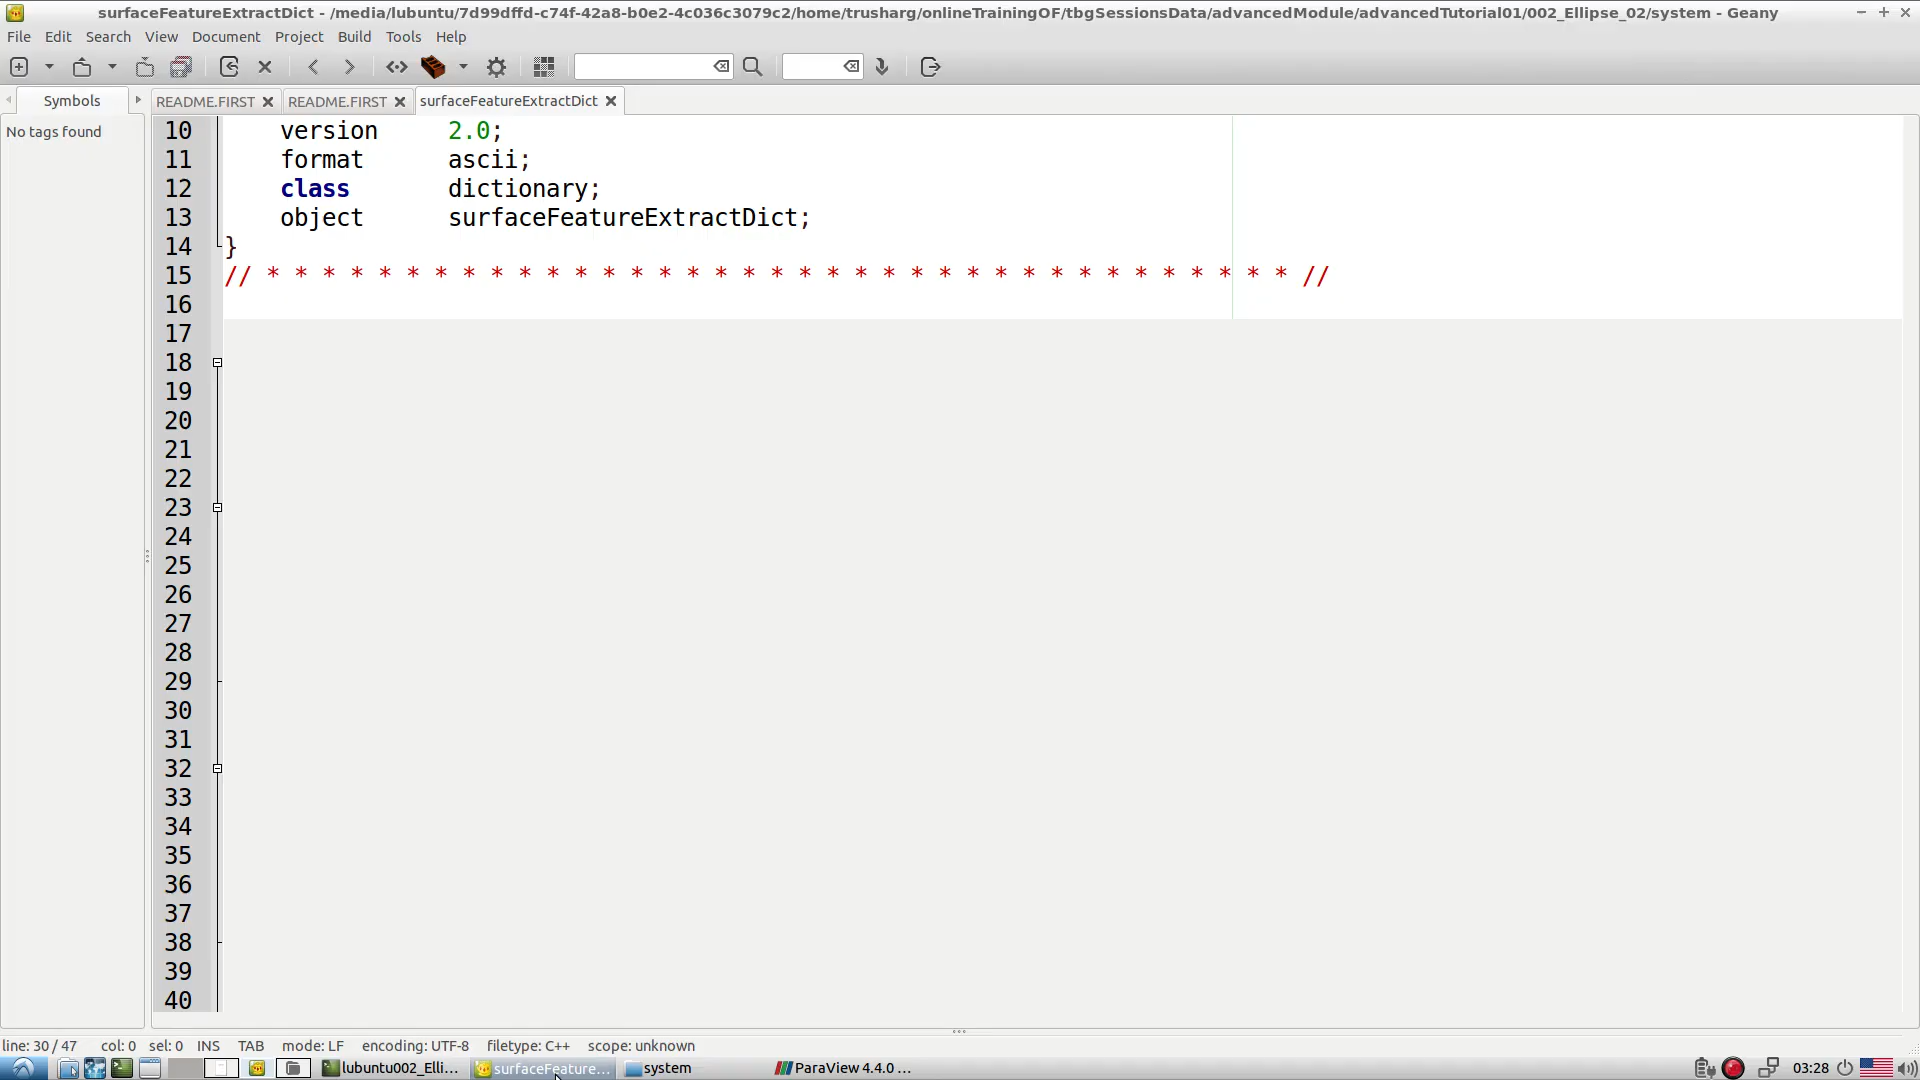 surfaceFeatureExtractDict - /media/lubuntu/7d99dffd-c74f-42a8-b0e2-4c036c3079c2/home/trusharg/onlineTrainingOF/tbgSessionsData/advancedModule/advancedTutorial01/002_Ellipse_02/system - Geany
File Edit Search View Document Project Build Tools Help
Symbols README.FIRST README.FIRST surfaceFeatureExtractDict
No tags found
10 version 2.0;
11 format ascii;
12 class dictionary;
13 object surfaceFeatureExtractDict;
14 }
15 // * * * * * * * * * * * * * * * * * * * * * * * * * * * * * * * * * * * * * //
16
17
18
19
20
21
22
23
24
25
26
27
28
29
30
31
32
33
34
35
36
37
38
39
40
line: 30 / 47 col: 0 sel: 0 INS TAB mode: LF encoding: UTF-8 filetype: C++ scope: unknown
lubuntu002_Elli... surfaceFeature... system ParaView 4.4.0 ... 03:28